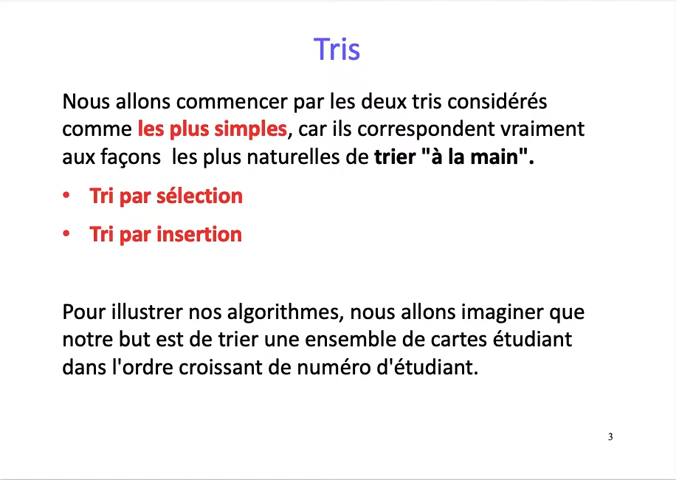 Tris
Nous allons commencer par les deux tris considérés
comme les plus simples, car ils correspondent vraiment
aux façons les plus naturelles de trier "à la main".
• Tri par sélection
• Tri par insertion
Pour illustrer nos algorithmes, nous allons imaginer que
notre but est de trier une ensemble de cartes étudiant
dans l'ordre croissant de numéro d'étudiant.
3